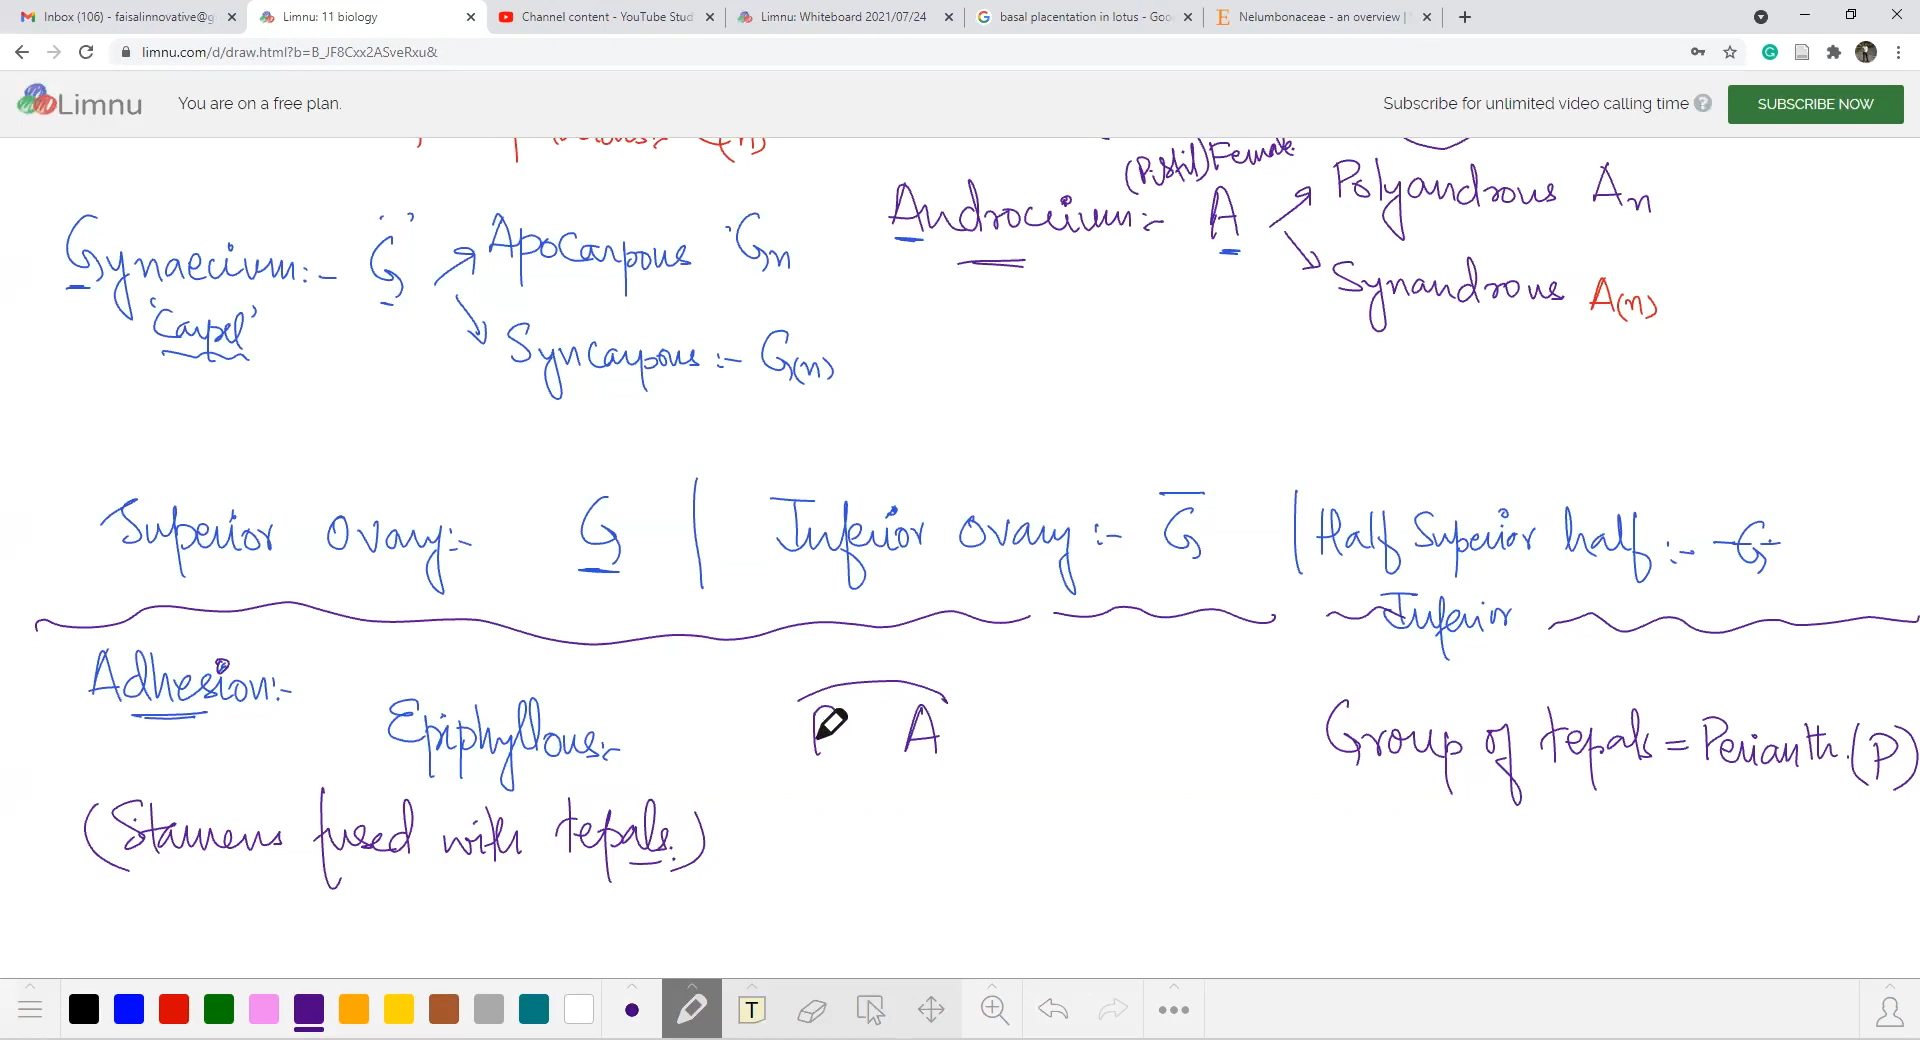 Inbox (106) - faisalinnovative@g
Limnu: 11 biology
Channel content - YouTube Stud
Limnu: Whiteboard 2021/07/24
basal placentation in lotus - Goo
Nelumbonaceae - an overview |
limnu.com/d/draw.html?b=B_JF8Cxx2ASveRxu&
Limnu
You are on a free plan.
Subscribe for unlimited video calling time ?
SUBSCRIBE NOW
(n)
(Pistil) Female
Gynaecium:- G
'Carpel'
Apocarpous Gn
Syncarpous :- G(n)
Androecium:- A
Polyandrous An
Synandrous A(n)
Superior Ovary:- G
Inferior Ovary :- G
Half Superior half :- G
Inferior
Adhesion:-
Epiphyllous:- P A
(Stamens fused with tepals.)
Group of tepals = Perianth.(P)
T